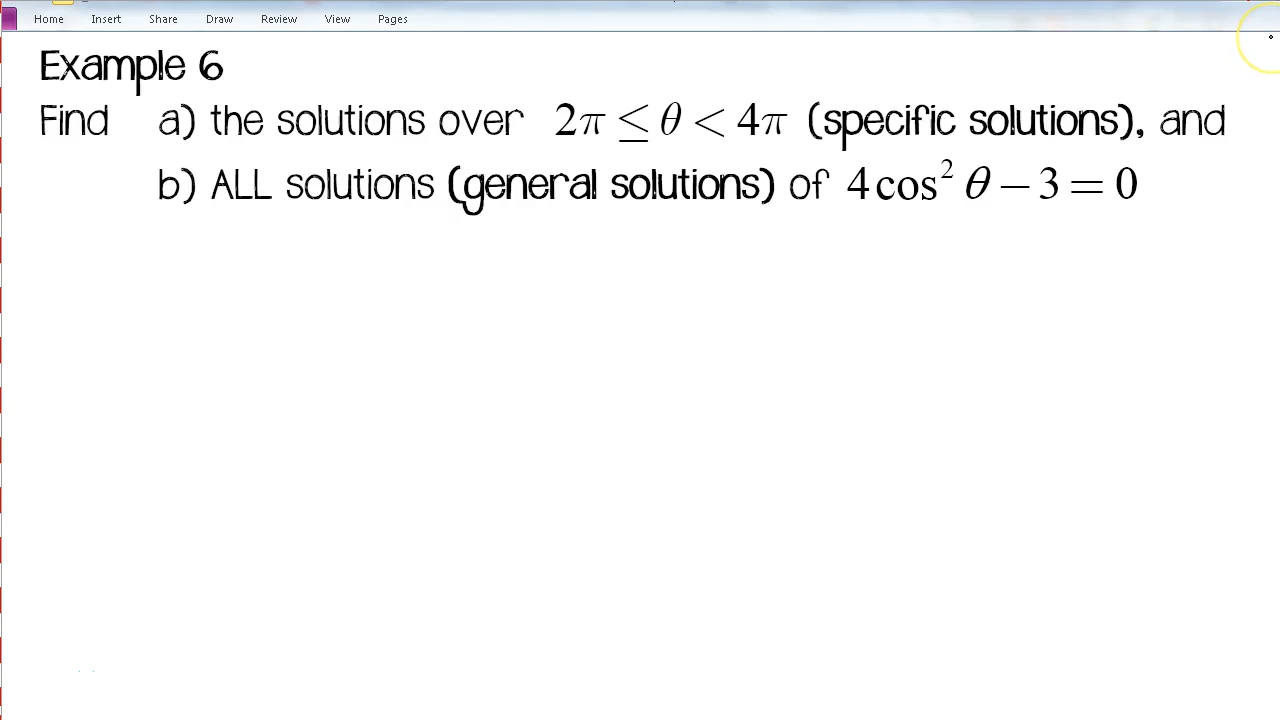 Home Insert Share Draw Review View Pages
Example 6
Find a) the solutions over 2π ≤ θ < 4π (specific solutions), and
b) ALL solutions (general solutions) of 4cos² θ − 3 = 0